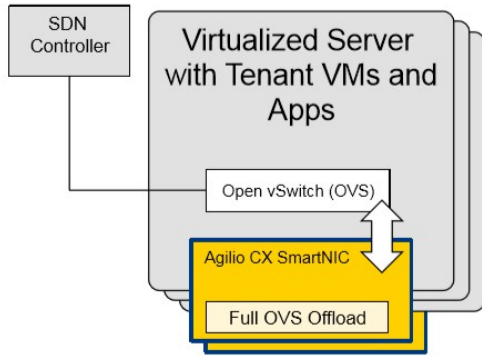 SDN
Controller
Virtualized Server
with Tenant VMs and
Apps
Open vSwitch (OVS)
Agilio CX SmartNIC
Full OVS Offload